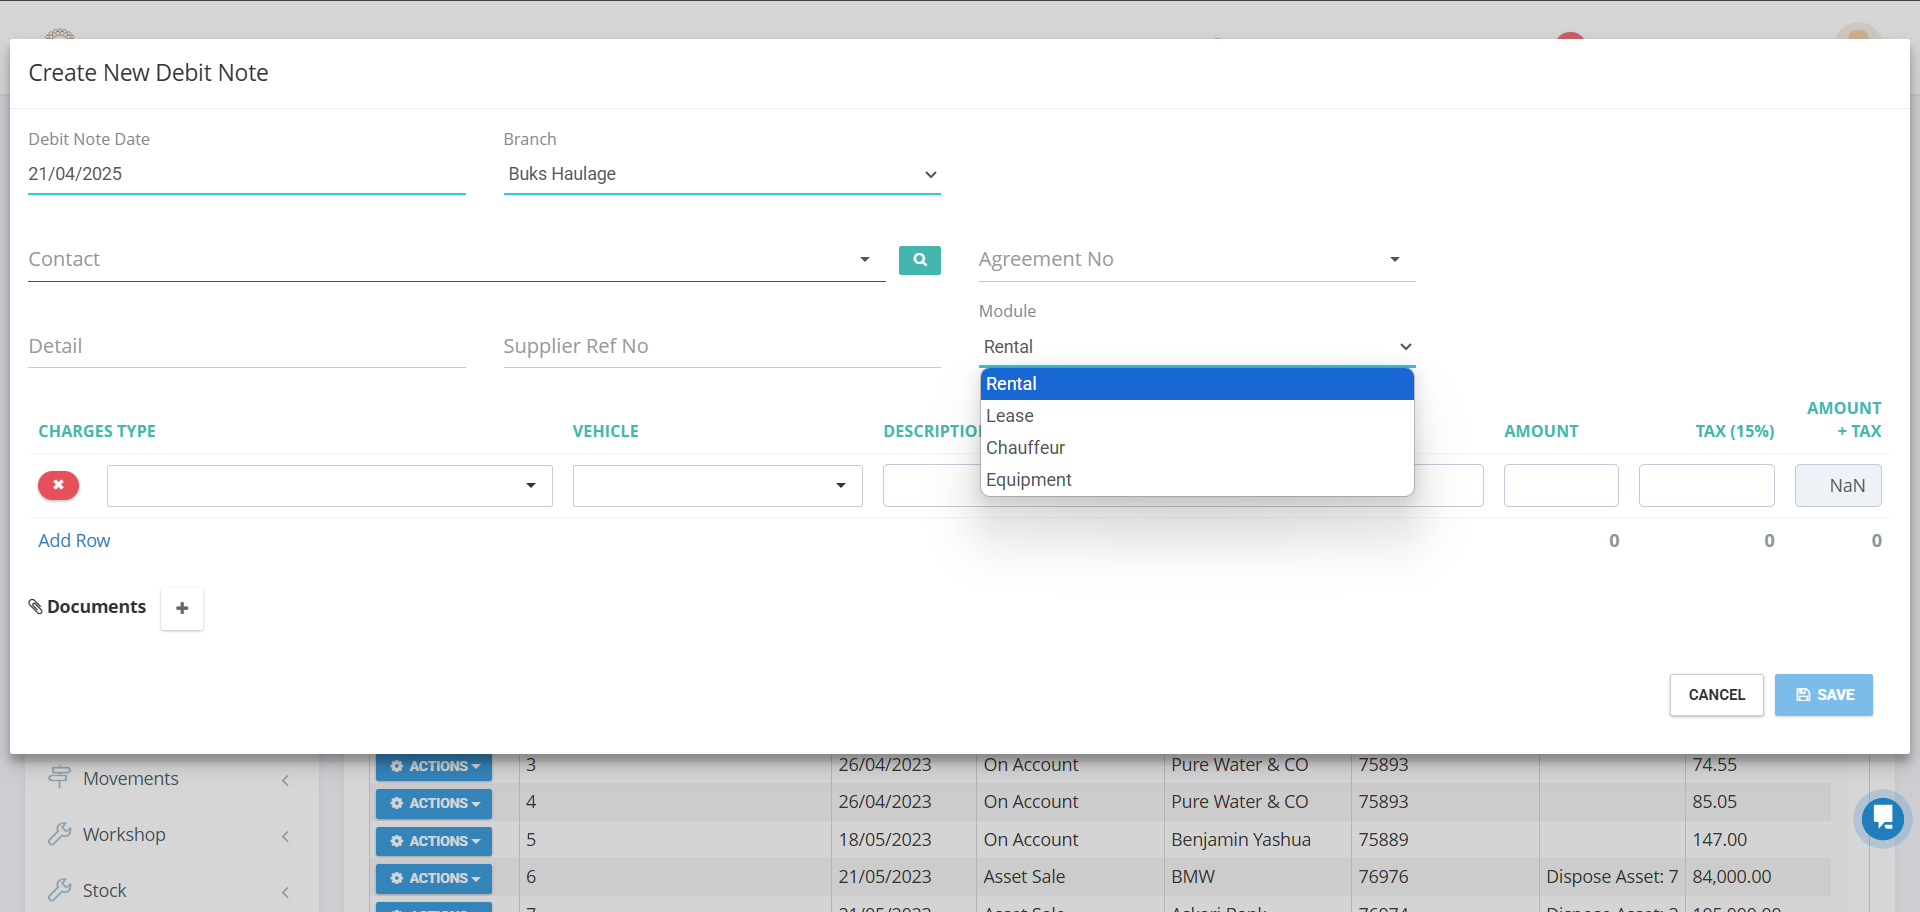 Create New Debit Note
Debit Note Date
Branch
21/04/2025
Buks Haulage
Contact
Agreement No
Module
Detail
Supplier Ref No
Rental
Rental
Lease
Chauffeur
Equipment
CHARGES TYPE
VEHICLE
AMOUNT
TAX (15%)
AMOUNT
+ TAX
NaN
Add Row
0
0
0
Documents
CANCEL
SAVE
Movements
Workshop
Stock
ACTIONS 3 26/04/2023 On Account Pure Water & CO 75893 74.55
ACTIONS 4 26/04/2023 On Account Pure Water & CO 75893 85.05
ACTIONS 5 18/05/2023 On Account Benjamin Yashua 75889 147.00
ACTIONS 6 21/05/2023 Asset Sale BMW 76976 Dispose Asset: 7 84,000.00